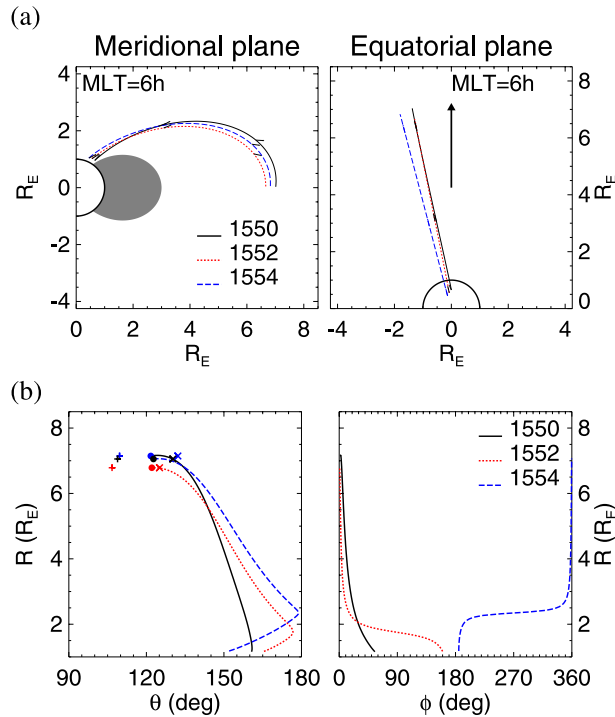 (a)
Meridional plane
Equatorial plane
MLT=6h
MLT=6h
4
2
0
-2
-4
R_E
0 2 4 6 8
R_E
1550
1552
1554
8
6
4
2
0
R_E
-4 -2 0 2 4
R_E
(b)
8
6
4
2
R (R_E)
90 120 150 180
θ (deg)
1550
1552
1554
8
6
4
2
R (R_E)
0 90 180 270 360
ϕ (deg)